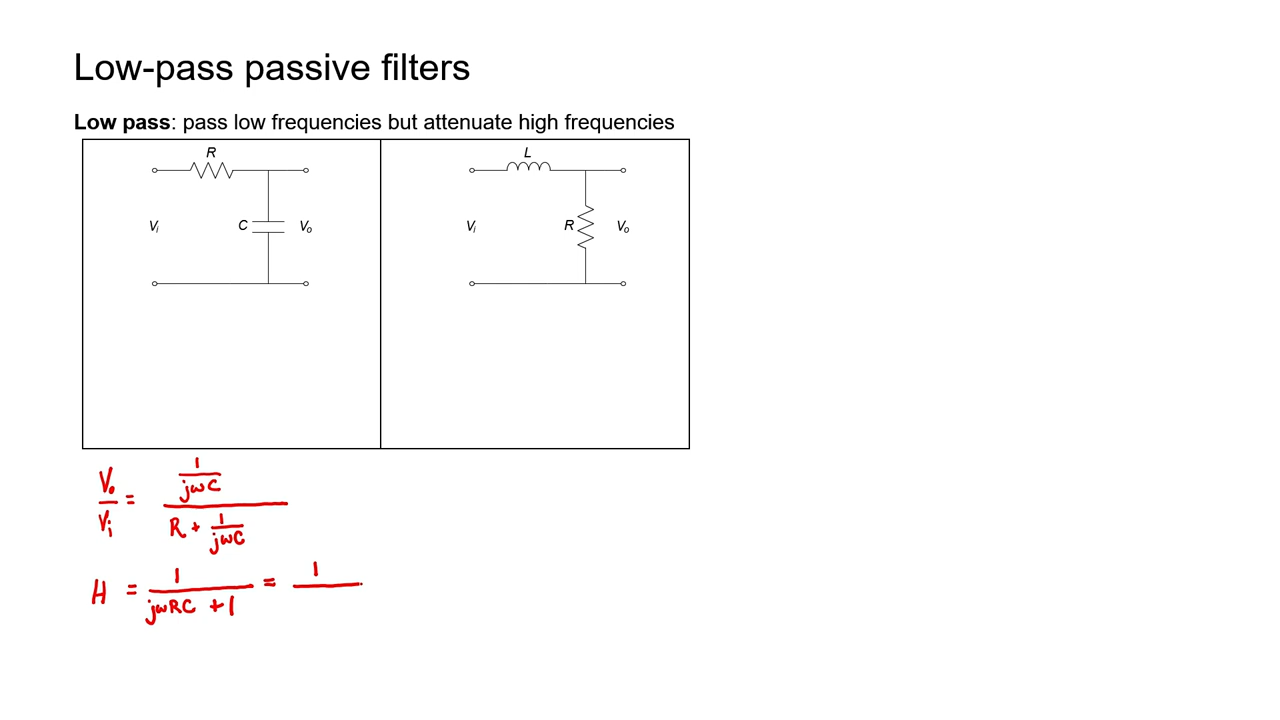 Low-pass passive filters
Low pass: pass low frequencies but attenuate high frequencies
R
Vi
C
Vo
L
Vi
R
Vo
Vo/Vi = (1/jωC)/(R + 1/jωC)
H = 1/(jωRC + 1) = 1/